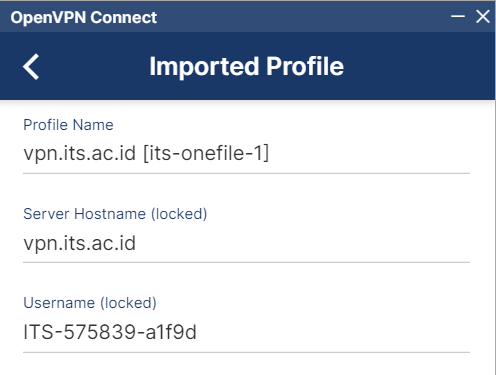 OpenVPN Connect
Imported Profile
Profile Name
vpn.its.ac.id [its-onefile-1]
Server Hostname (locked)
vpn.its.ac.id
Username (locked)
ITS-575839-a1f9d